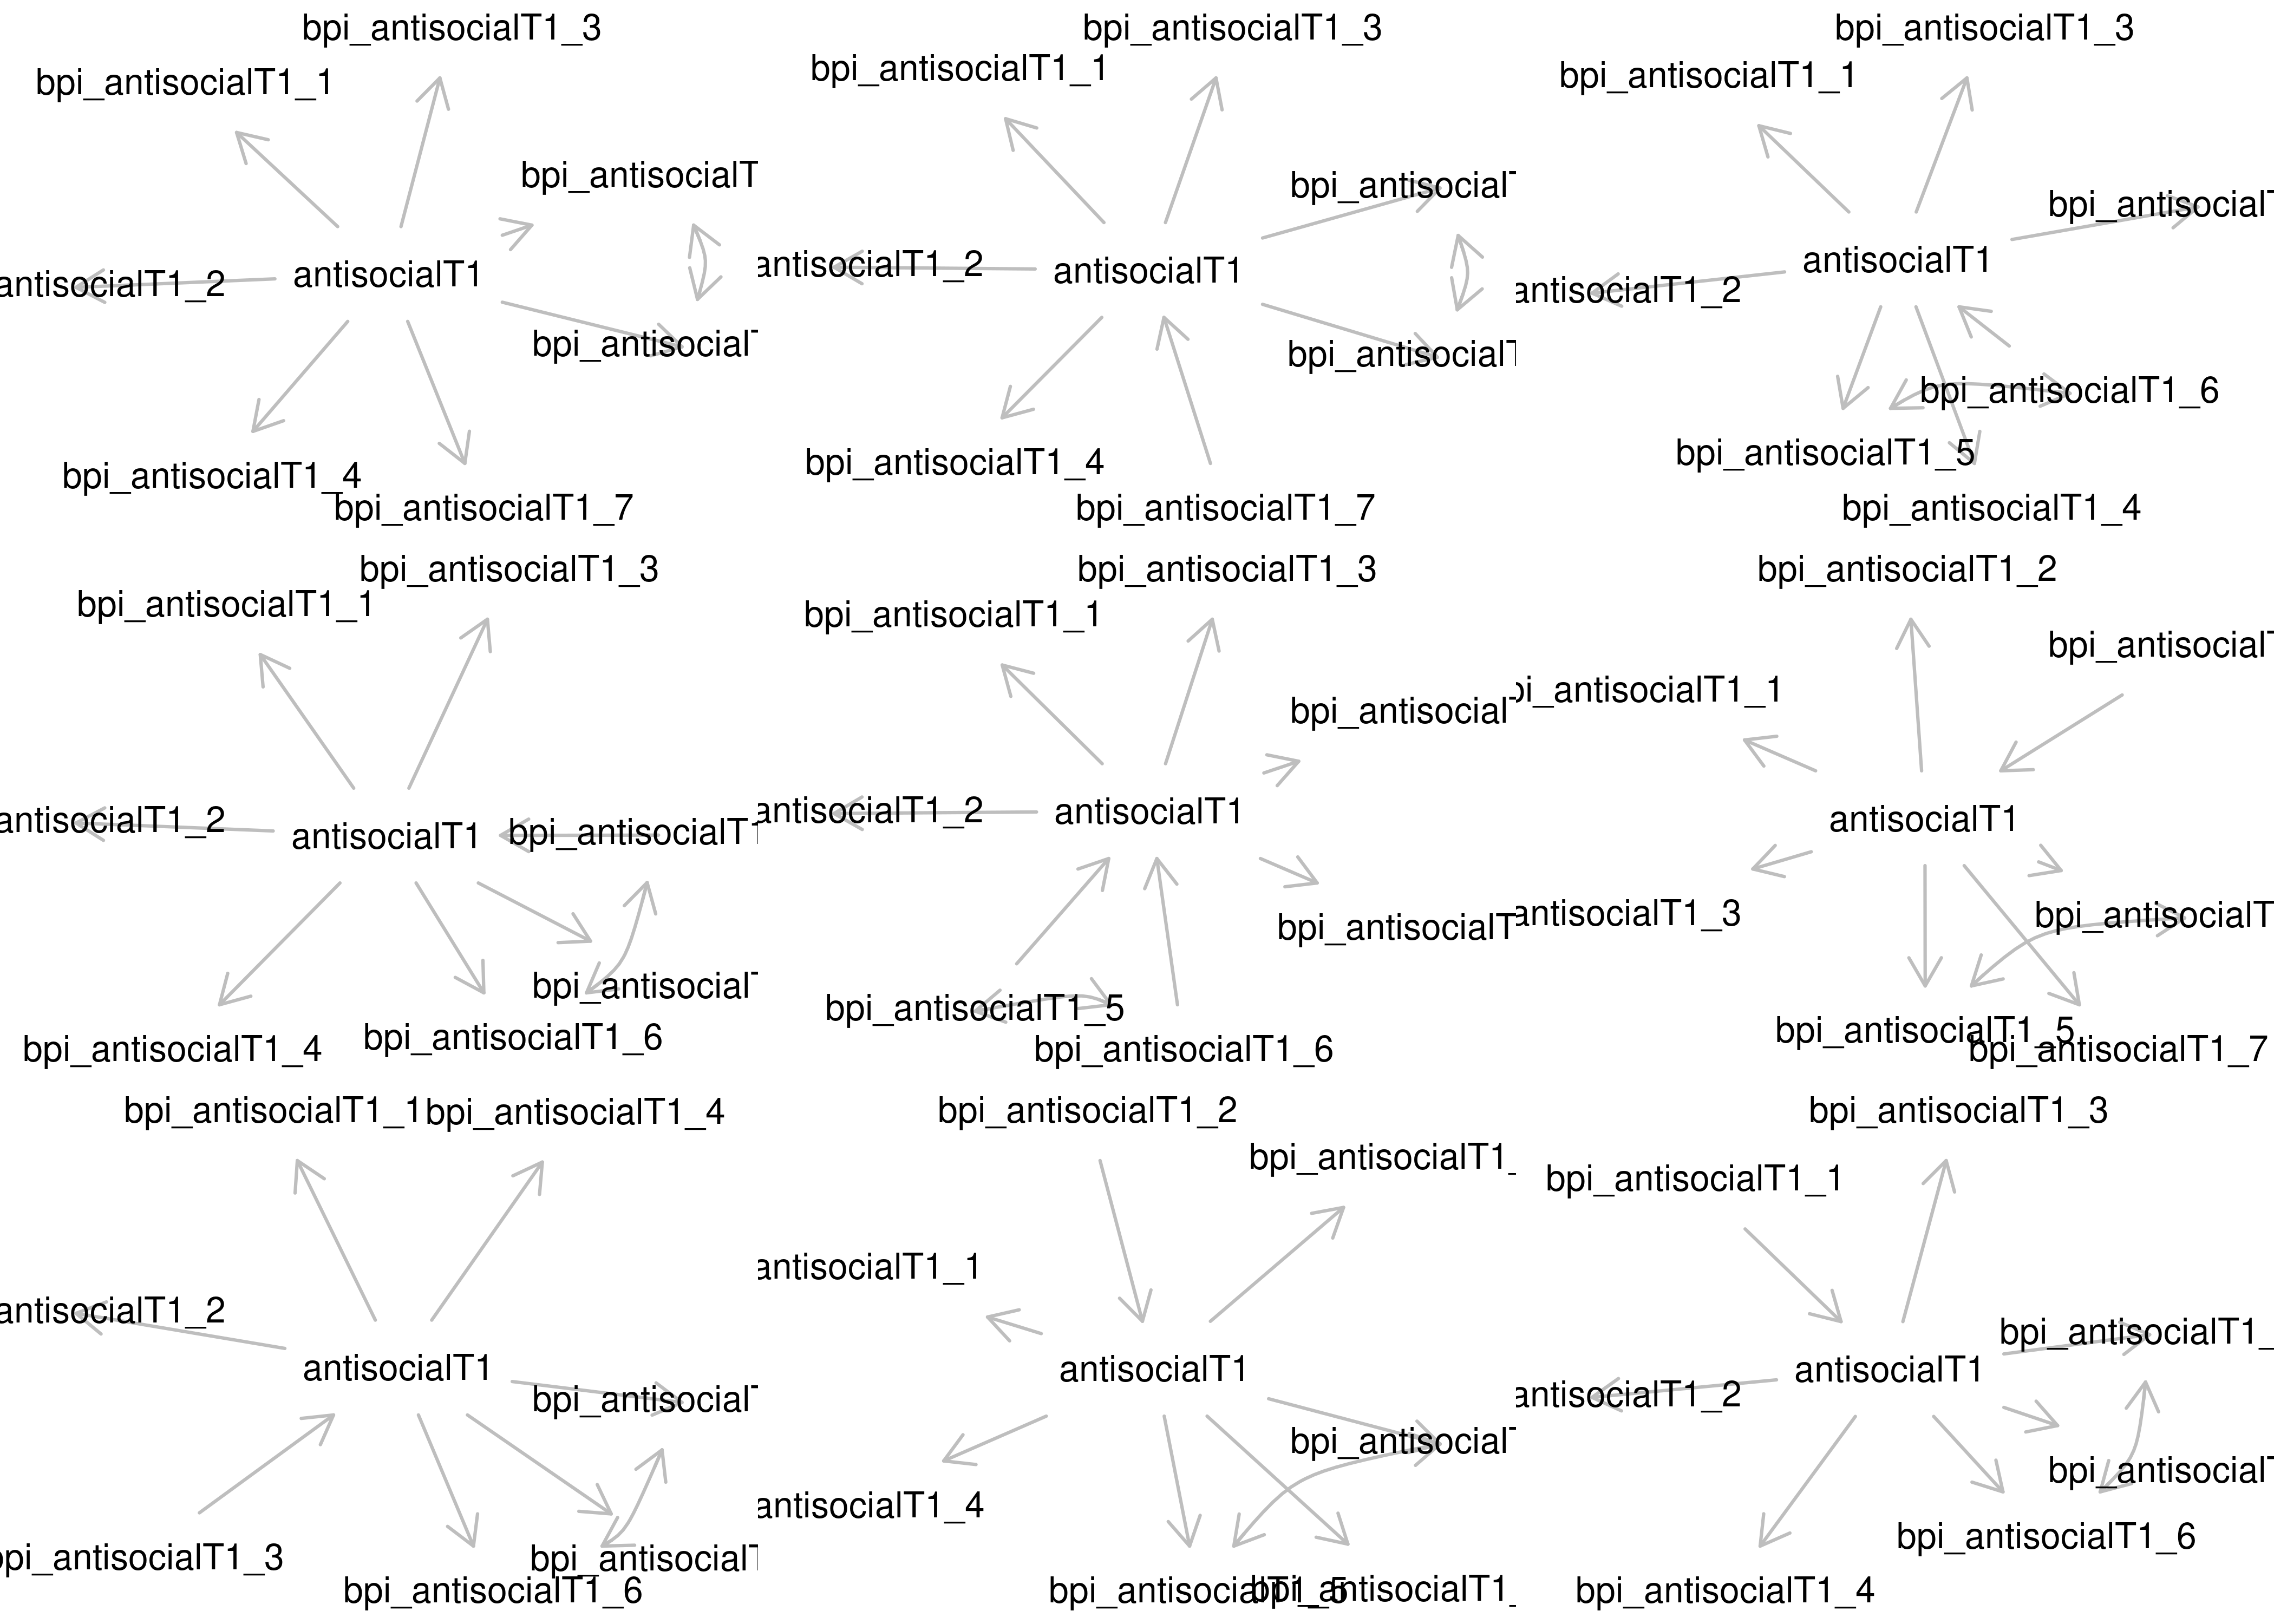 bpi_antisocialT1_3
bpi_antisocialT1_3
bpi_antisocialT1_3
bpi_antisocialT1_1
bpi_antisocialT1_1
bpi_antisocialT1_1
bpi_antisocialT
bpi_antisocialT
bpi_antisocialT
antisocialT1
antisocialT1
antisocialT1
antisocialT1_2
antisocialT1_2
antisocialT1_2
bpi_antisocialT
bpi_antisocialT
bpi_antisocialT1_6
bpi_antisocialT1_4
bpi_antisocialT1_4
bpi_antisocialT1_5
bpi_antisocialT1_7
bpi_antisocialT1_7
bpi_antisocialT1_4
bpi_antisocialT1_3
bpi_antisocialT1_3
bpi_antisocialT1_2
bpi_antisocialT1_1
bpi_antisocialT1_1
bpi_antisocialT
bpi_antisocialT
pi_antisocialT1_1
antisocialT1_2
antisocialT1
bpi_antisocialT1
antisocialT1_2
antisocialT1
antisocialT1
bpi_antisocialT
bpi_antisocialT
antisocialT1_3
bpi_antisocialT
bpi_antisocialT1_4
bpi_antisocialT1_6
bpi_antisocialT1_5
bpi_antisocialT1_6
bpi_antisocialT1_5
bpi_antisocialT1_7
bpi_antisocialT1_1
bpi_antisocialT1_4
bpi_antisocialT1_2
bpi_antisocialT1_3
bpi_antisocialT1_
bpi_antisocialT1_1
antisocialT1_1
antisocialT1_2
bpi_antisocialT1_
antisocialT1
antisocialT1
antisocialT1
bpi_antisocialT
bpi_antisocialT
antisocialT1_2
antisocialT1_4
bpi_antisocialT
bpi_antisocialT1_3
bpi_antisocialT
bpi_antisocialT1_6
bpi_antisocialT1_6
bpi_antisocialT1_5
bpi_antisocialT1_
bpi_antisocialT1_4